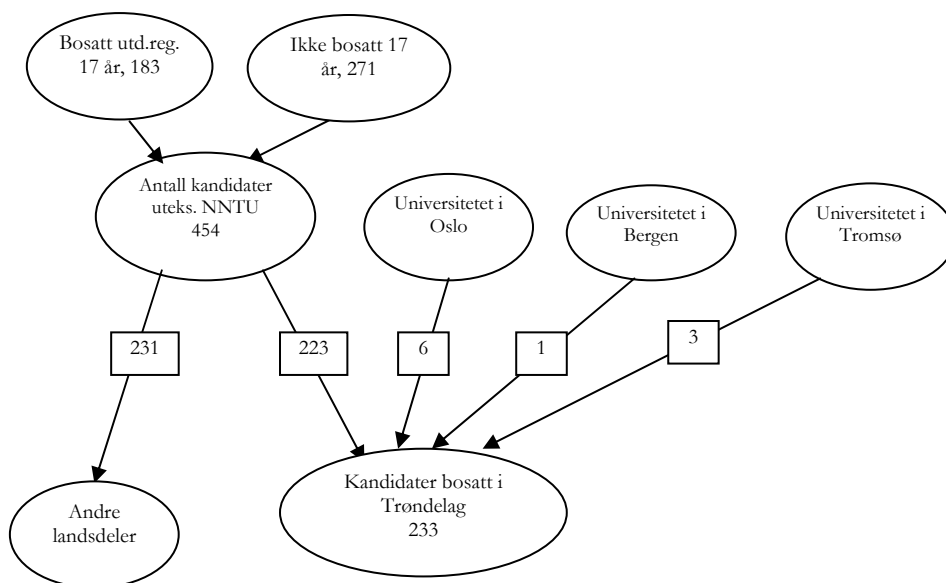 Bosatt utd.reg.
17 år, 183
Ikke bosatt 17
år, 271
Antall kandidater
uteks. NNTU
454
Universitetet i
Oslo
Universitetet i
Bergen
Universitetet i
Tromsø
231
223
6
1
3
Andre
landsdeler
Kandidater bosatt i
Trøndelag
233